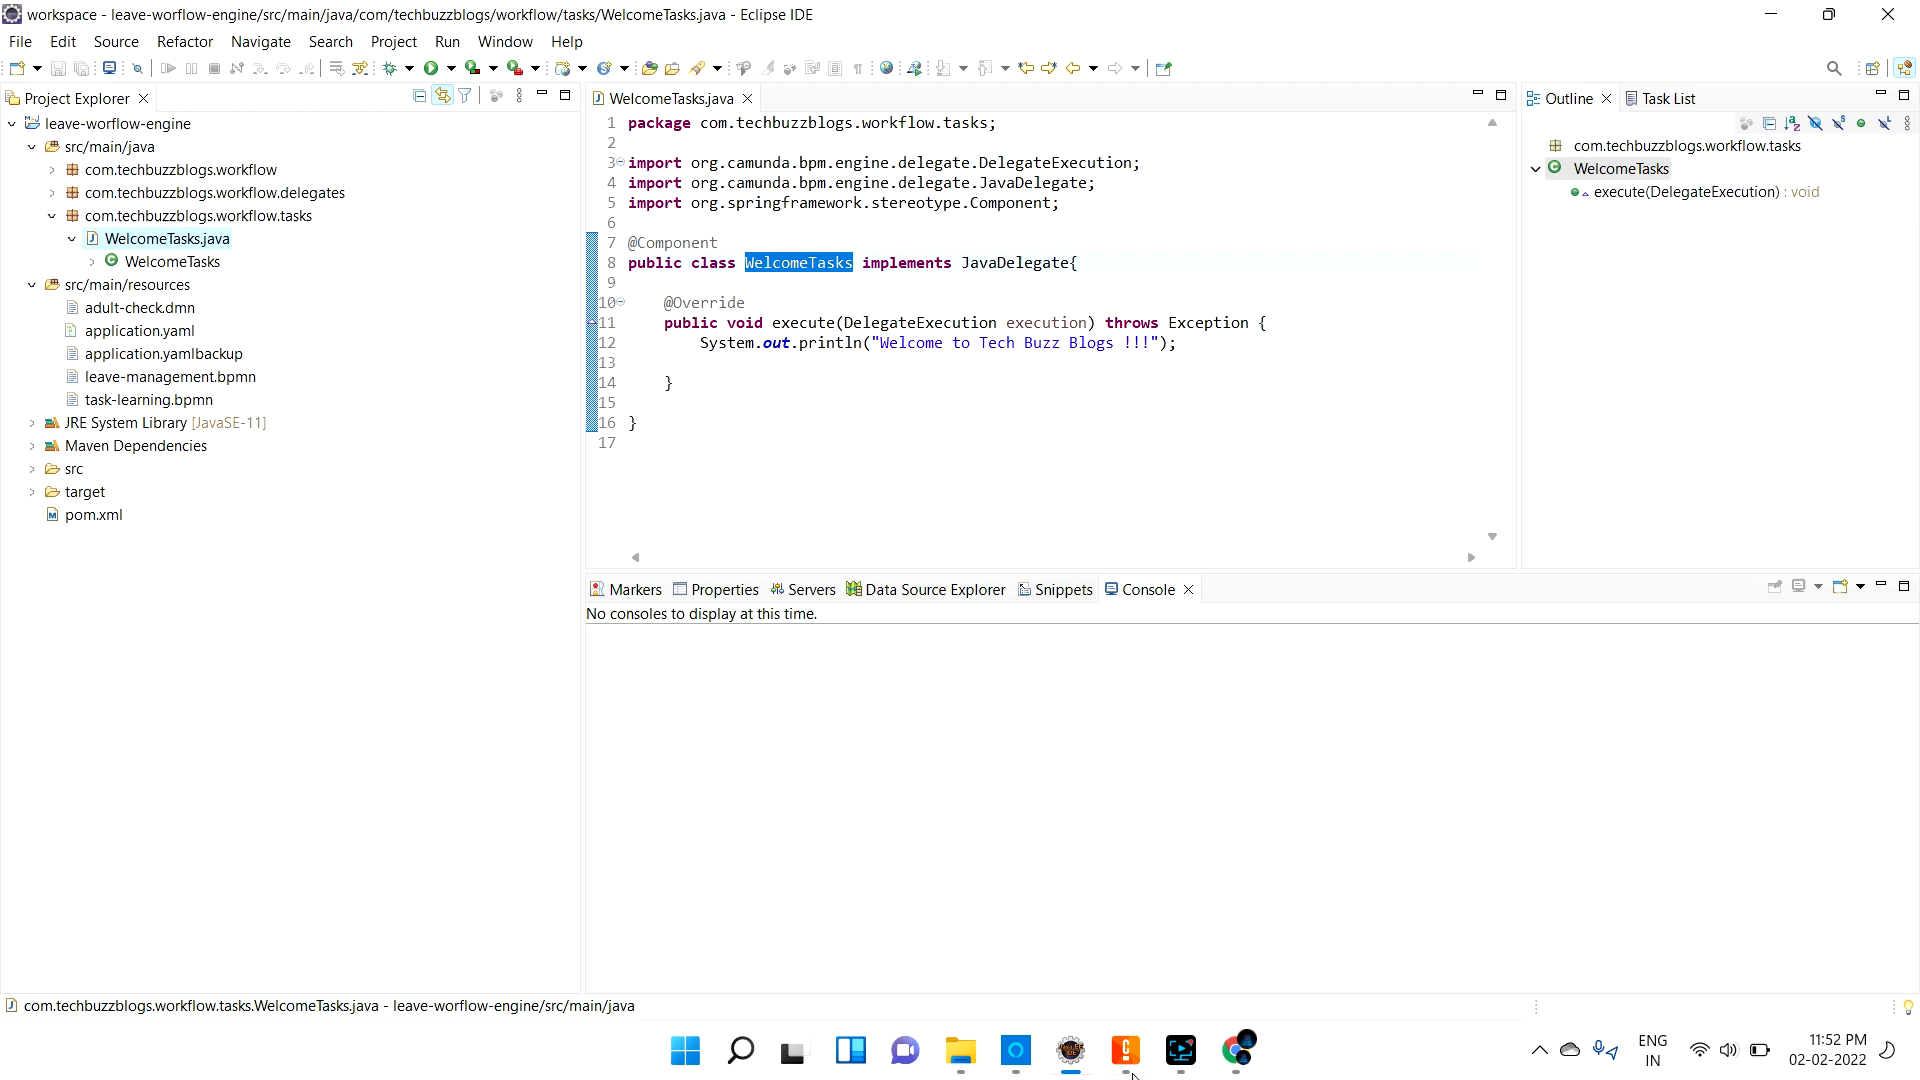 workspace - leave-worflow-engine/src/main/java/com/techbuzzblogs/workflow/tasks/WelcomeTasks.java - Eclipse IDE
File Edit Source Refactor Navigate Search Project Run Window Help
Project Explorer
leave-worflow-engine
src/main/java
com.techbuzzblogs.workflow
com.techbuzzblogs.workflow.delegates
com.techbuzzblogs.workflow.tasks
WelcomeTasks.java
WelcomeTasks
src/main/resources
adult-check.dmn
application.yaml
application.yamlbackup
leave-management.bpmn
task-learning.bpmn
JRE System Library [JavaSE-11]
Maven Dependencies
src
target
pom.xml
WelcomeTasks.java
1 package com.techbuzzblogs.workflow.tasks;
2
3 import org.camunda.bpm.engine.delegate.DelegateExecution;
4 import org.camunda.bpm.engine.delegate.JavaDelegate;
5 import org.springframework.stereotype.Component;
6
7 @Component
8 public class WelcomeTasks implements JavaDelegate{
9
10 @Override
11 public void execute(DelegateExecution execution) throws Exception {
12 System.out.println("Welcome to Tech Buzz Blogs !!!");
13
14 }
15
16 }
17
Outline Task List
com.techbuzzblogs.workflow.tasks
WelcomeTasks
execute(DelegateExecution) : void
Markers Properties Servers Data Source Explorer Snippets Console
No consoles to display at this time.
com.techbuzzblogs.workflow.tasks.WelcomeTasks.java - leave-worflow-engine/src/main/java
ENG
IN
11:52 PM
02-02-2022